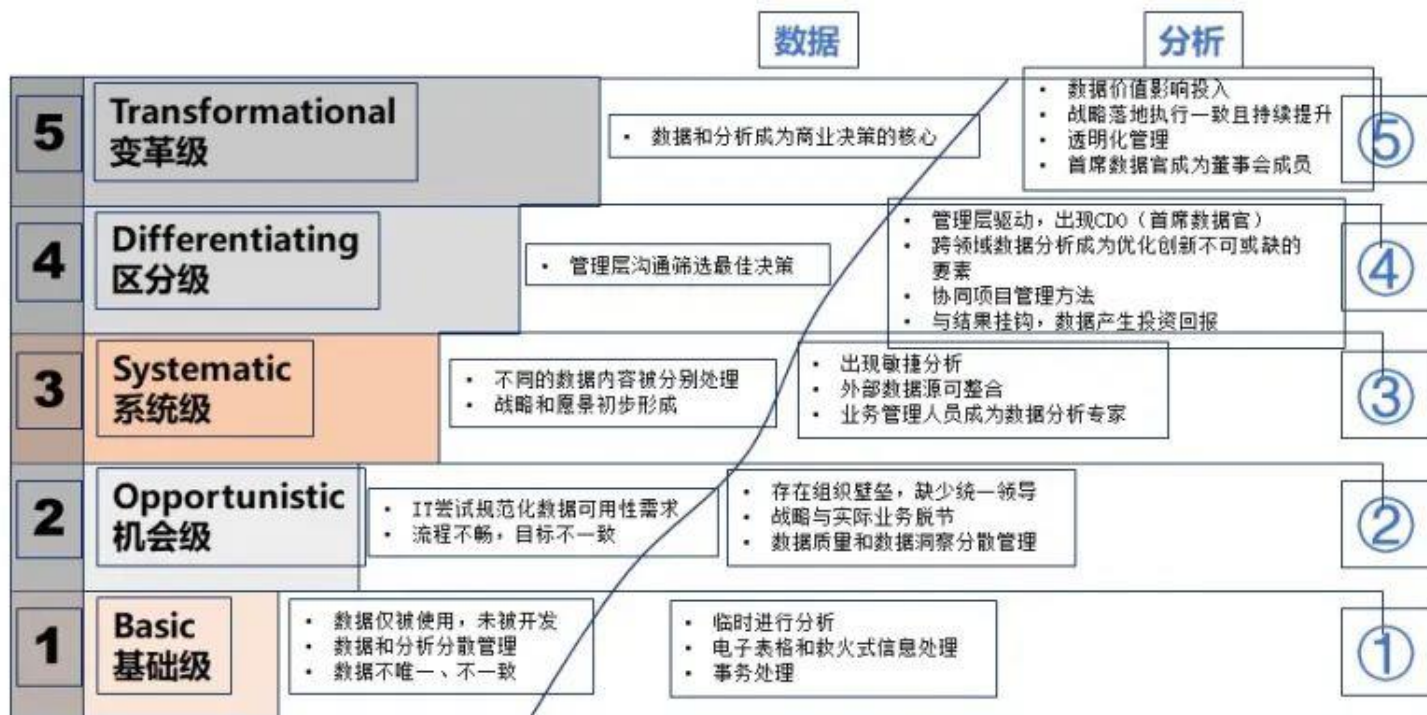 数据
分析
5
Transformational
变革级
• 数据和分析成为商业决策的核心
• 数据价值影响投入
• 战略落地执行一致且持续提升
• 透明化管理
• 首席数据官成为董事会成员
⑤
4
Differentiating
区分级
• 管理层沟通筛选最佳决策
• 管理层驱动，出现CDO（首席数据官）
• 跨领域数据分析成为优化创新不可或缺的
要素
• 协同项目管理方法
• 与结果挂钩，数据产生投资回报
④
3
Systematic
系统级
• 不同的数据内容被分别处理
• 战略和愿景初步形成
• 出现敏捷分析
• 外部数据源可整合
• 业务管理人员成为数据分析专家
③
2
Opportunistic
机会级
• IT尝试规范化数据可用性需求
• 流程不畅，目标不一致
• 存在组织壁垒，缺少统一领导
• 战略与实际业务脱节
• 数据质量和数据洞察分散管理
②
1
Basic
基础级
• 数据仅被使用，未被开发
• 数据和分析分散管理
• 数据不唯一、不一致
• 临时进行分析
• 电子表格和救火式信息处理
• 事务处理
①